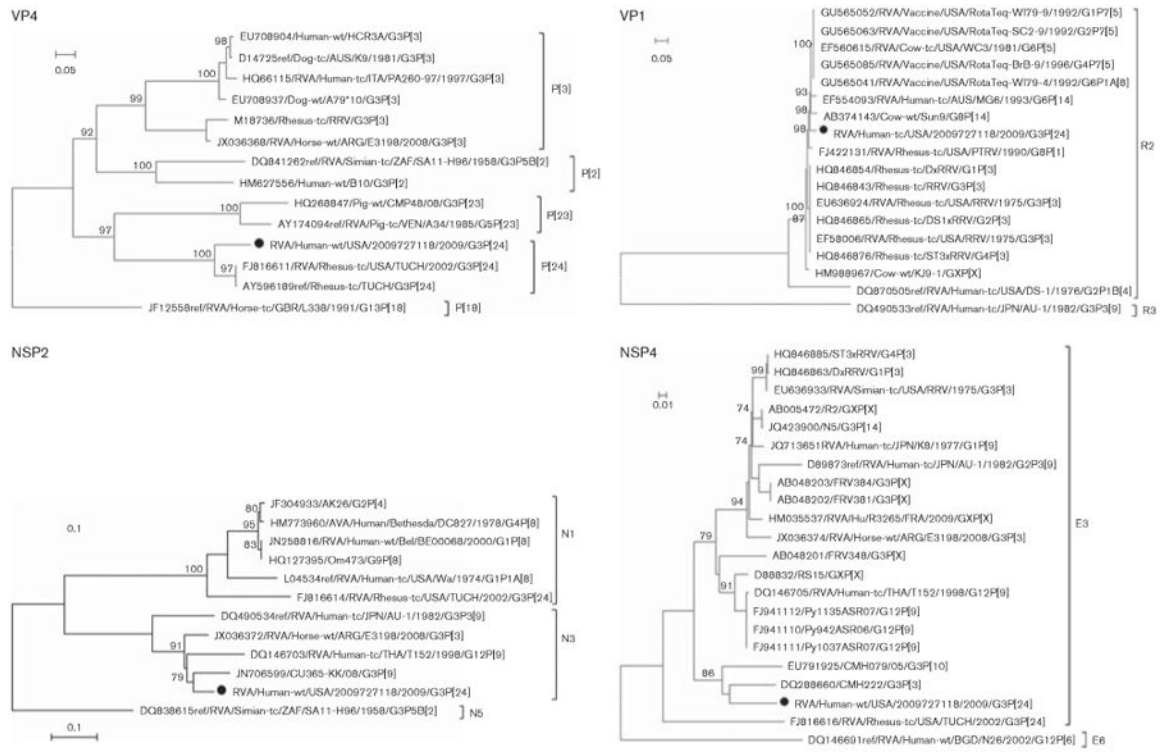 VP4
0.05
EU708904/Human-wt/HCR3A/G3P[3]
98
D14725ref/Dog-tc/AUS/K9/1981/G3P[3]
HQ66115/RVA/Human-tc/ITA/PA260-97/1997/G3P[3]
100
EU708937/Dog-wt/A79*10/G3P[3]
99
M18736/Rhesus-tc/RRV/G3P[3]
JX036368/RVA/Horse-wt/ARG/E3198/2008/G3P[3]
P[3]
92
DQ841262ref/RVA/Simian-tc/ZAF/SA11-H96/1958/G3P5B[2]
100
HM627556/Human-wt/B10/G3P[2]
P[2]
HQ268847/Pig-wt/CMP48/08/G3P[23]
100
AY174094ref/RVA/Pig-tc/VEN/A34/1985/G5P[23]
P[23]
97
RVA/Human-wt/USA/2009727118/2009/G3P[24]
100
FJ816611/RVA/Rhesus-tc/USA/TUCH/2002/G3P[24]
97
AY596189ref/Rhesus-tc/TUCH/G3P[24]
P[24]
JF12558ref/RVA/Horse-tc/GBR/L338/1991/G13P[18]
P[18]
VP1
0.05
GU565052/RVA/Vaccine/USA/RotaTeq-WI79-9/1992/G1P7[5]
GU565063/RVA/Vaccine/USA/RotaTeq-SC2-9/1992/G2P7[5]
100
EF560615/RVA/Cow-tc/USA/WC3/1981/G6P[5]
GU565085/RVA/Vaccine/USA/RotaTeq-BrB-9/1996/G4P7[5]
GU565041/RVA/Vaccine/USA/RotaTeq-WI79-4/1992/G6P1A[8]
93
EF554093/RVA/Human-tc/AUS/MG6/1993/G6P[14]
98
AB374143/Cow-wt/Sun9/G8P[14]
98
RVA/Human-tc/USA/2009727118/2009/G3P[24]
FJ422131/RVA/Rhesus-tc/USA/PTRV/1990/G8P[1]
HQ846854/Rhesus-tc/DxRRV/G1P[3]
HQ846843/Rhesus-tc/RRV/G3P[3]
EU636924/RVA/Rhesus-tc/USA/RRV/1975/G3P[3]
100
HQ846865/Rhesus-tc/DS1xRRV/G2P[3]
87
EF58006/RVA/Rhesus-tc/USA/RRV/1975/G3P[3]
HQ846876/Rhesus-tc/ST3xRRV/G4P[3]
HM988967/Cow-wt/KJ9-1/GXP[X]
DQ870505ref/RVA/Human-tc/USA/DS-1/1976/G2P1B[4]
R2
DQ490533ref/RVA/Human-tc/JPN/AU-1/1982/G3P3[9]
R3
NSP2
0.1
JF304933/AK26/G2P[4]
80
HM773960/AVA/Human/Bethesda/DC827/1978/G4P[8]
95
JN258816/RVA/Human-wt/Bel/BE00068/2000/G1P[8]
83
HQ127395/Om473/G9P[8]
100
L04534ref/RVA/Human-tc/USA/Wa/1974/G1P1A[8]
FJ816614/RVA/Rhesus-tc/USA/TUCH/2002/G3P[24]
N1
DQ490534ref/RVA/Human-tc/JPN/AU-1/1982/G3P3[9]
JX036372/RVA/Horse-wt/ARG/E3198/2008/G3P[3]
91
DQ146703/RVA/Human-tc/THA/T152/1998/G12P[9]
79
JN706599/CU365-KK/08/G3P[9]
RVA/Human-wt/USA/2009727118/2009/G3P[24]
N3
DQ838615ref/RVA/Simian-tc/ZAF/SA11-H96/1958/G3P5B[2]
N5
0.1
NSP4
0.01
HQ846885/ST3xRRV/G4P[3]
99
HQ846863/DxRRV/G1P[3]
EU636933/RVA/Simian-tc/USA/RRV/1975/G3P[3]
74
AB005472/R2/GXP[X]
JQ423900/N5/G3P[14]
74
JQ713651RVA/Human-tc/JPN/K8/1977/G1P[9]
D89873ref/RVA/Human-tc/JPN/AU-1/1982/G2P3[9]
AB048203/FRV384/G3P[X]
94
AB048202/FRV381/G3P[X]
HM035537/RVA/Hu/R3265/FRA/2009/GXP[X]
JX036374/RVA/Horse-wt/ARG/E3198/2008/G3P[3]
79
AB048201/FRV348/G3P[X]
D88832/RS15/GXP[X]
91
DQ146705/RVA/Human-tc/THA/T152/1998/G12P[9]
FJ941112/Py1135ASR07/G12P[9]
FJ941110/Py942ASR06/G12P[9]
FJ941111/Py1037ASR07/G12P[9]
EU791925/CMH079/05/G3P[10]
86
DQ288660/CMH222/G3P[3]
RVA/Human-wt/USA/2009727118/2009/G3P[24]
FJ816616/RVA/Rhesus-tc/USA/TUCH/2002/G3P[24]
E3
DQ146691ref/RVA/Human-wt/BGD/N26/2002/G12P[6]
E6